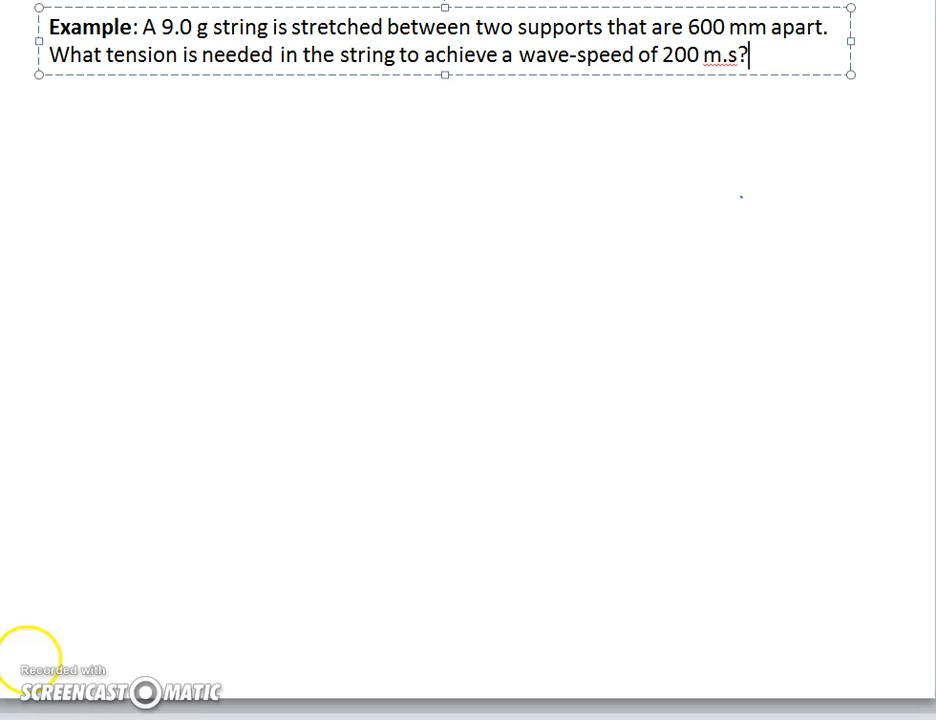 Example: A 9.0 g string is stretched between two supports that are 600 mm apart.
What tension is needed in the string to achieve a wave-speed of 200 m.s?
Recorded with
SCREENCAST MATIC